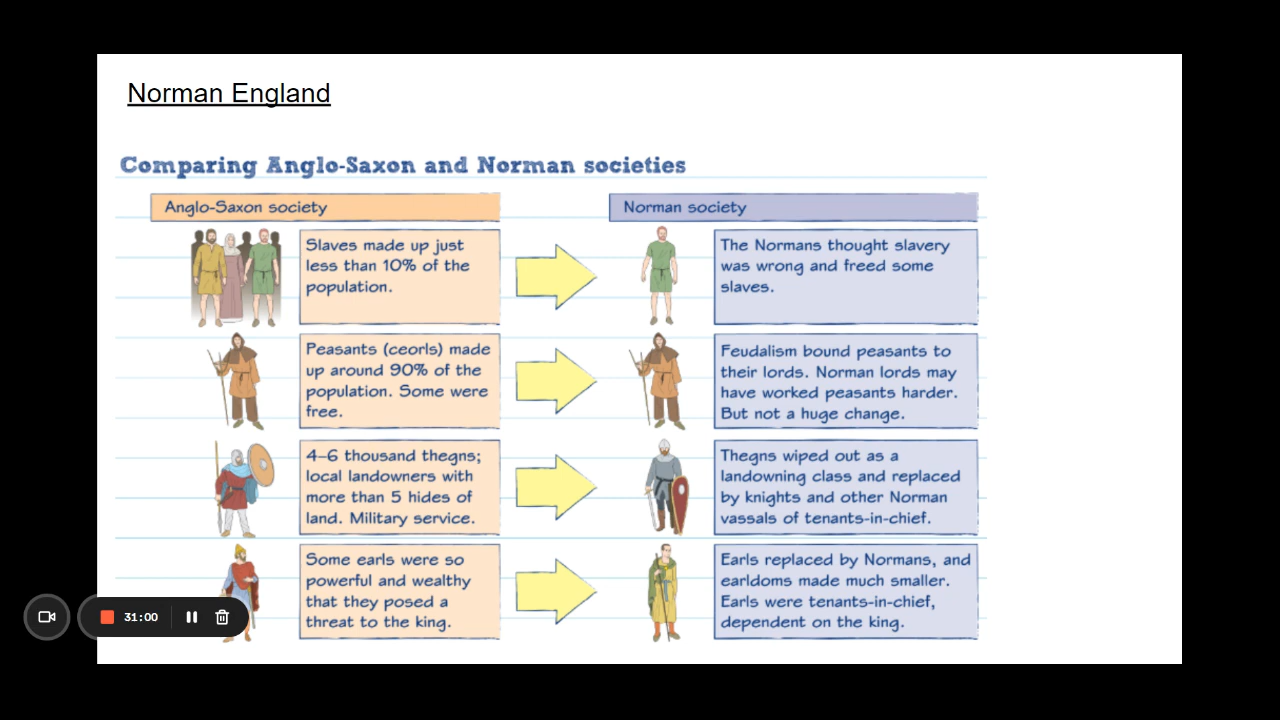 Norman England
Comparing Anglo-Saxon and Norman societies
Anglo-Saxon society
Norman society
Slaves made up just
less than 10% of the
population.
The Normans thought slavery
was wrong and freed some
slaves.
Peasants (ceorls) made
up around 90% of the
population. Some were
free.
Feudalism bound peasants to
their lords. Norman lords may
have worked peasants harder.
But not a huge change.
4–6 thousand thegns;
local landowners with
more than 5 hides of
land. Military service.
Thegns wiped out as a
landowning class and replaced
by knights and other Norman
vassals of tenants-in-chief.
Some earls were so
powerful and wealthy
that they posed a
threat to the king.
Earls replaced by Normans, and
earldoms made much smaller.
Earls were tenants-in-chief,
dependent on the king.
31:00